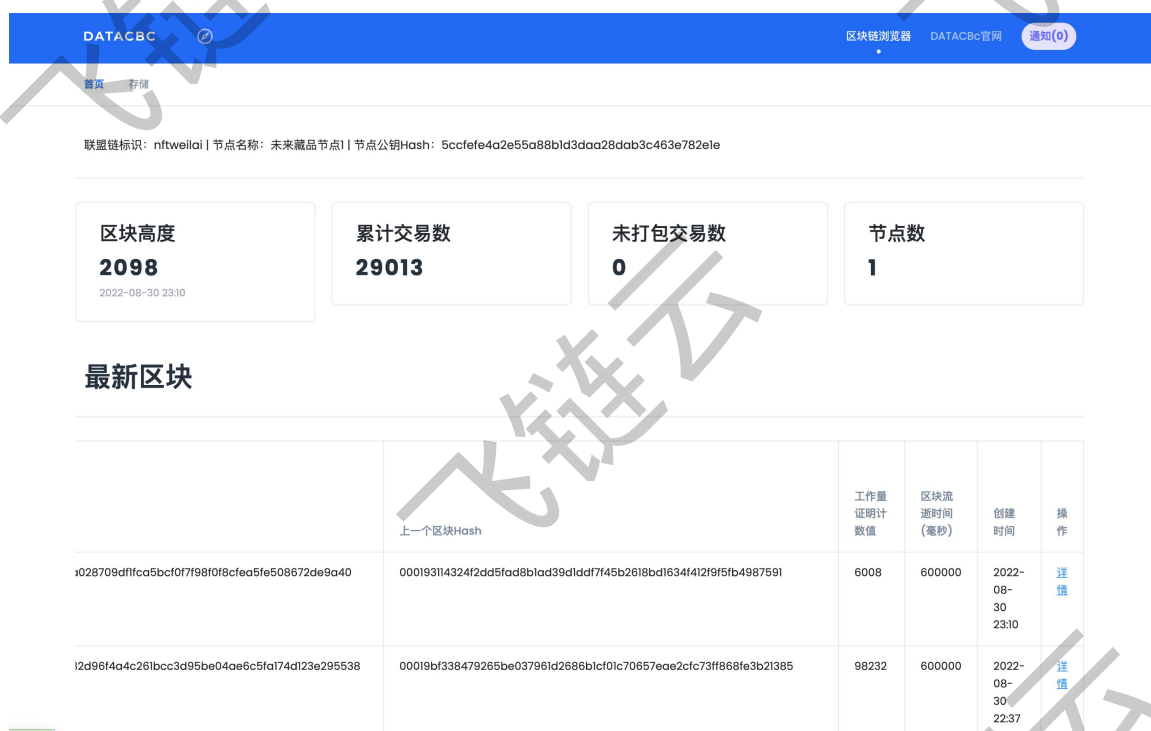 DATACBC
区块链浏览器
DATACBc官网
通知(0)
首页
存储
联盟链标识：nftweilai | 节点名称：未来藏品节点1 | 节点公钥Hash：5ccfefe4a2e55a88b1d3daa28dab3c463e782e1e
区块高度
2098
2022-08-30 23:10
累计交易数
29013
未打包交易数
0
节点数
1
最新区块
上一个区块Hash
工作量
证明计
数值
区块流
逝时间
(毫秒)
创建
时间
操
作
a028709df1fca5bcf0f7f98f0f8cfea5fe508672de9a40
000193114324f2dd5fad8b1ad39d1ddf7f45b2618bd1634f412f9f5fb4987591
6008
600000
2022-
08-
30
23:10
详
情
32d96f4a4c261bcc3d95be04ae6c5fa174d123e295538
00019bf338479265be037961d2686b1cf01c70657eae2cfc73ff868fe3b21385
98232
600000
2022-
08-
30
22:37
详
情
飞链云